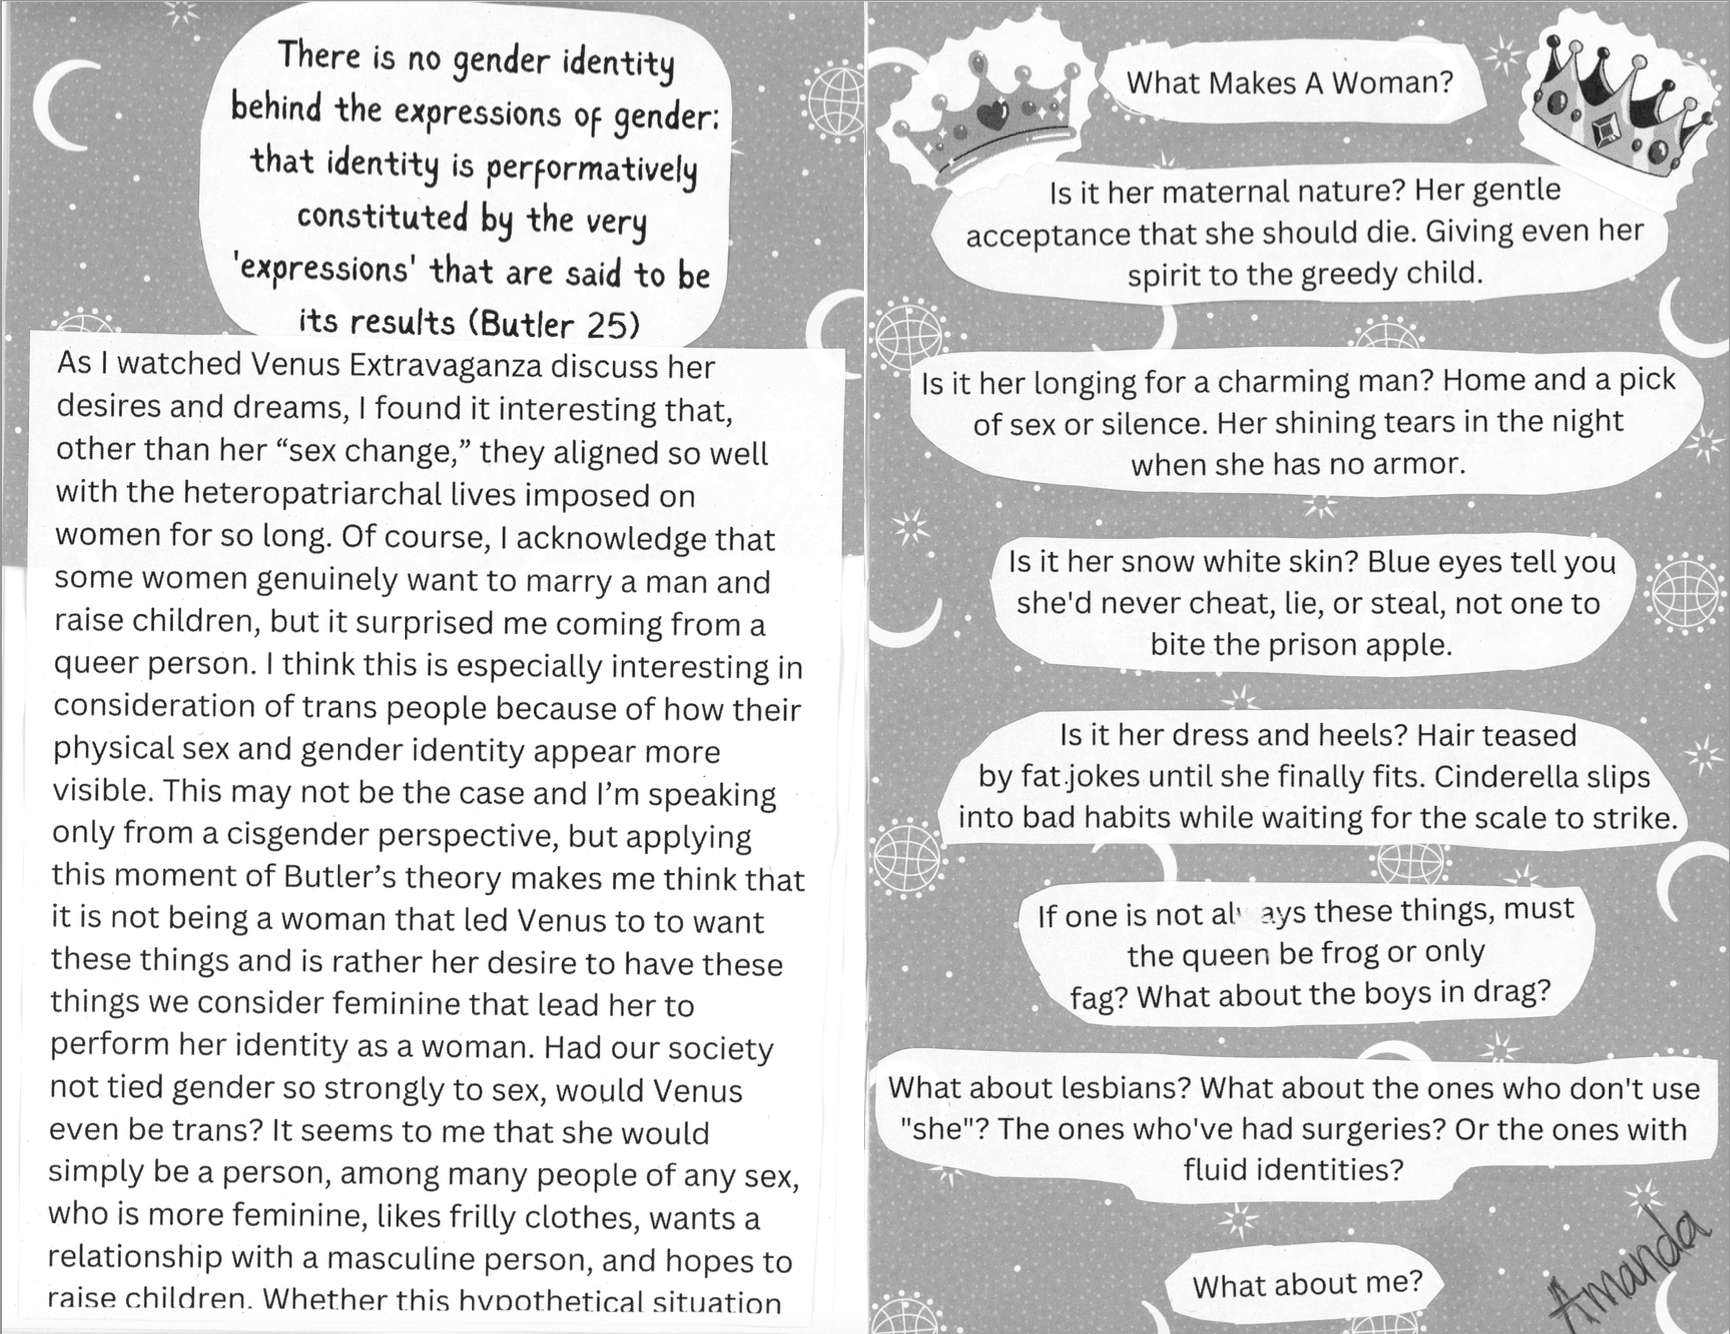 There is no gender identity
behind the expressions of gender;
that identity is performatively
constituted by the very
'expressions' that are said to be
its results (Butler 25)
As I watched Venus Extravaganza discuss her
desires and dreams, I found it interesting that,
other than her “sex change,” they aligned so well
with the heteropatriarchal lives imposed on
women for so long. Of course, I acknowledge that
some women genuinely want to marry a man and
raise children, but it surprised me coming from a
queer person. I think this is especially interesting in
consideration of trans people because of how their
physical sex and gender identity appear more
visible. This may not be the case and I’m speaking
only from a cisgender perspective, but applying
this moment of Butler’s theory makes me think that
it is not being a woman that led Venus to to want
these things and is rather her desire to have these
things we consider feminine that lead her to
perform her identity as a woman. Had our society
not tied gender so strongly to sex, would Venus
even be trans? It seems to me that she would
simply be a person, among many people of any sex,
who is more feminine, likes frilly clothes, wants a
relationship with a masculine person, and hopes to
raise children. Whether this hypothetical situation
What Makes A Woman?
Is it her maternal nature? Her gentle
acceptance that she should die. Giving even her
spirit to the greedy child.
Is it her longing for a charming man? Home and a pick
of sex or silence. Her shining tears in the night
when she has no armor.
Is it her snow white skin? Blue eyes tell you
she'd never cheat, lie, or steal, not one to
bite the prison apple.
Is it her dress and heels? Hair teased
by fat jokes until she finally fits. Cinderella slips
into bad habits while waiting for the scale to strike.
If one is not always these things, must
the queen be frog or only
fag? What about the boys in drag?
What about lesbians? What about the ones who don't use
"she"? The ones who've had surgeries? Or the ones with
fluid identities?
What about me?
Amanda